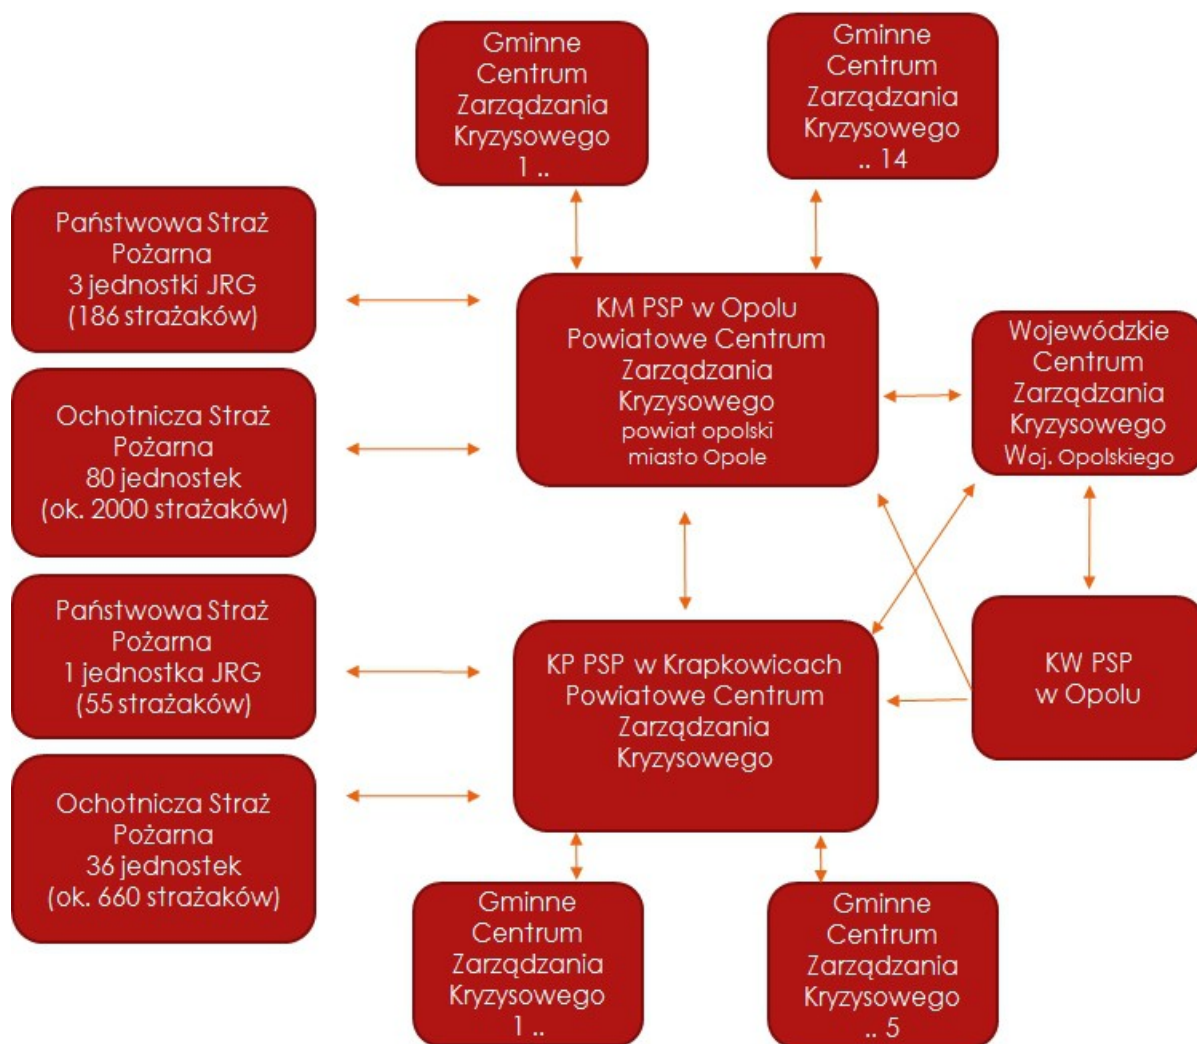 Gminne
Centrum
Zarządzania
Kryzysowego
1 ..
Gminne
Centrum
Zarządzania
Kryzysowego
.. 14
Państwowa Straż
Pożarna
3 jednostki JRG
(186 strażaków)
Ochotnicza Straż
Pożarna
80 jednostek
(ok. 2000 strażaków)
Państwowa Straż
Pożarna
1 jednostka JRG
(55 strażaków)
Ochotnicza Straż
Pożarna
36 jednostek
(ok. 660 strażaków)
KM PSP w Opolu
Powiatowe Centrum
Zarządzania
Kryzysowego
powiat opolski
miasto Opole
Wojewódzkie
Centrum
Zarządzania
Kryzysowego
Woj. Opolskiego
KP PSP w Krapkowicach
Powiatowe Centrum
Zarządzania
Kryzysowego
KW PSP
w Opolu
Gminne
Centrum
Zarządzania
Kryzysowego
1 ..
Gminne
Centrum
Zarządzania
Kryzysowego
.. 5